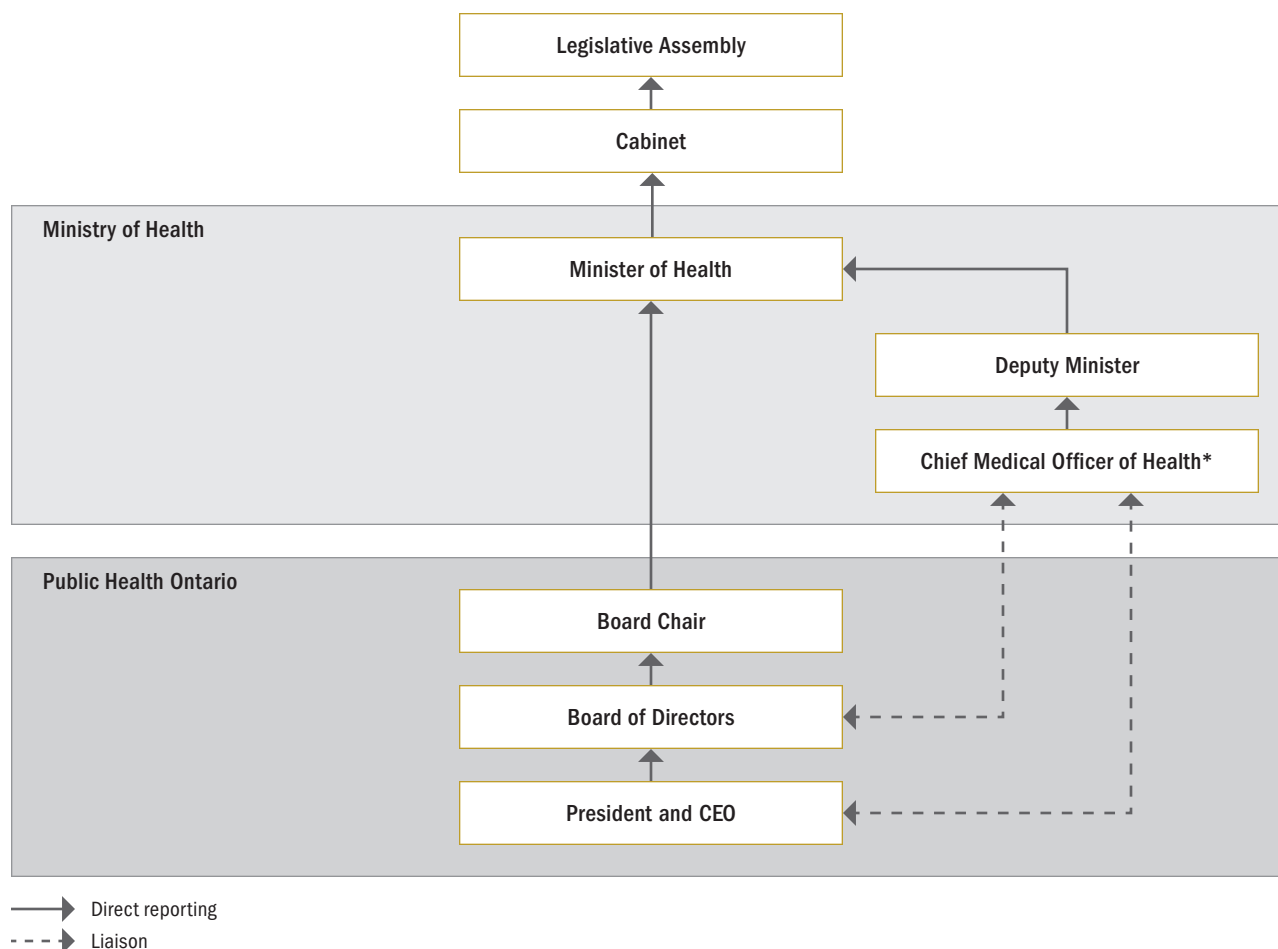 Legislative Assembly
Cabinet
Ministry of Health
Minister of Health
Deputy Minister
Chief Medical Officer of Health*
Public Health Ontario
Board Chair
Board of Directors
President and CEO
Direct reporting
Liaison